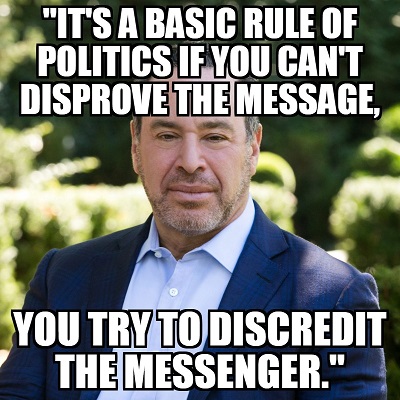 "IT'S A BASIC RULE OF
POLITICS IF YOU CAN'T
DISPROVE THE MESSAGE,
YOU TRY TO DISCREDIT
THE MESSENGER."